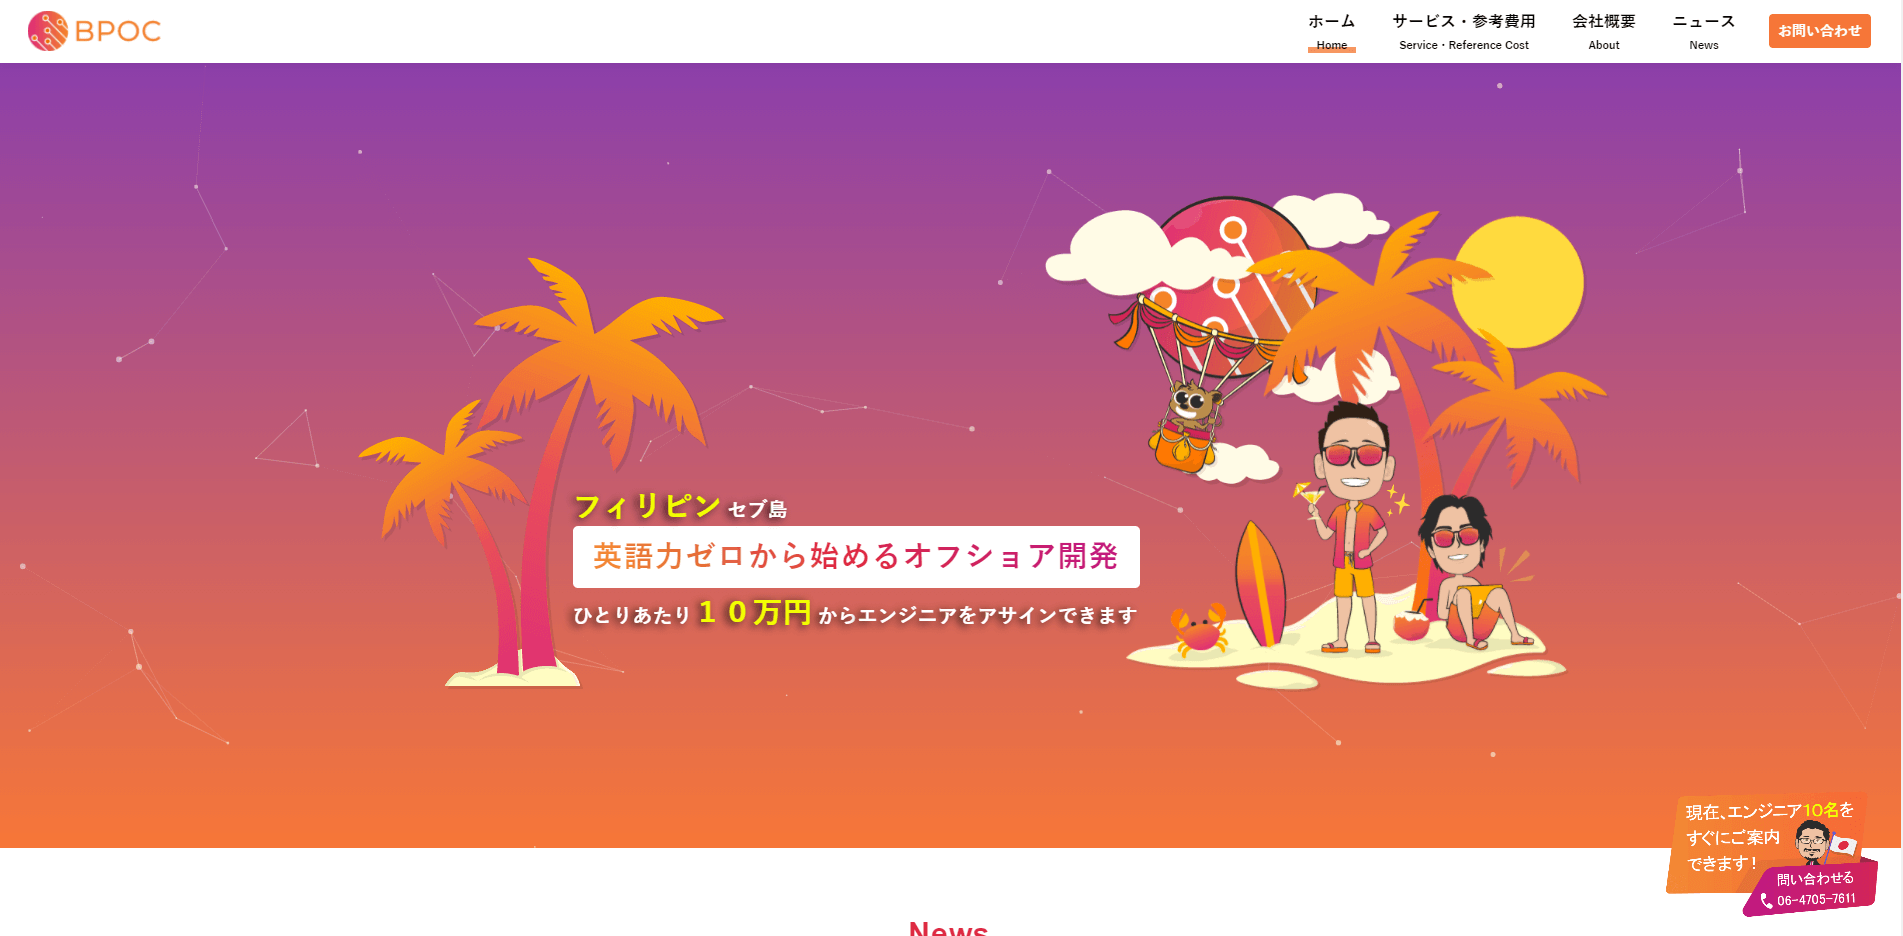 BPOC
ホーム
Home
サービス・参考費用
Service・Reference Cost
会社概要
About
ニュース
News
お問い合わせ
フィリピン セブ島
英語力ゼロから始めるオフショア開発
ひとりあたり１０万円からエンジニアをアサインできます
現在、エンジニア10名を
すぐにご案内
できます!
問い合わせる
06-4705-7611
News